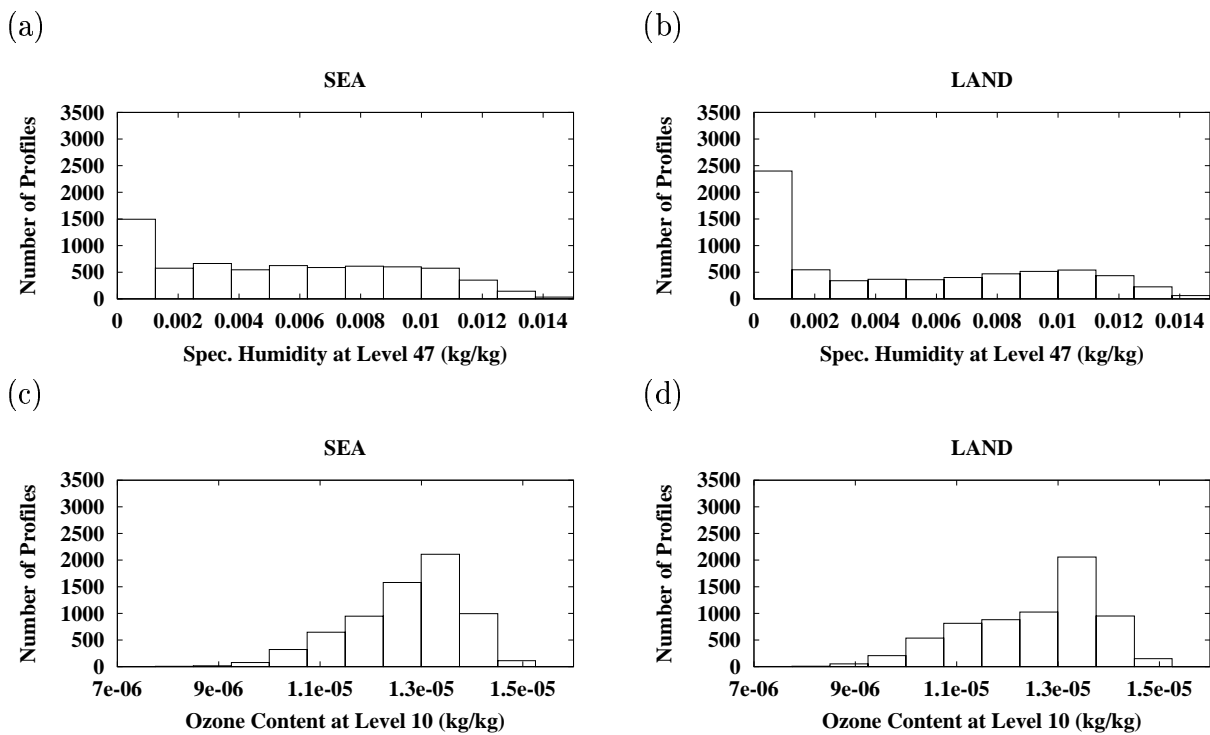 (a)
SEA
Number of Profiles
3500
3000
2500
2000
1500
1000
500
0
0 0.002 0.004 0.006 0.008 0.01 0.012 0.014
Spec. Humidity at Level 47 (kg/kg)
(b)
LAND
Number of Profiles
3500
3000
2500
2000
1500
1000
500
0
0 0.002 0.004 0.006 0.008 0.01 0.012 0.014
Spec. Humidity at Level 47 (kg/kg)
(c)
SEA
Number of Profiles
3500
3000
2500
2000
1500
1000
500
0
7e-06 9e-06 1.1e-05 1.3e-05 1.5e-05
Ozone Content at Level 10 (kg/kg)
(d)
LAND
Number of Profiles
3500
3000
2500
2000
1500
1000
500
0
7e-06 9e-06 1.1e-05 1.3e-05 1.5e-05
Ozone Content at Level 10 (kg/kg)